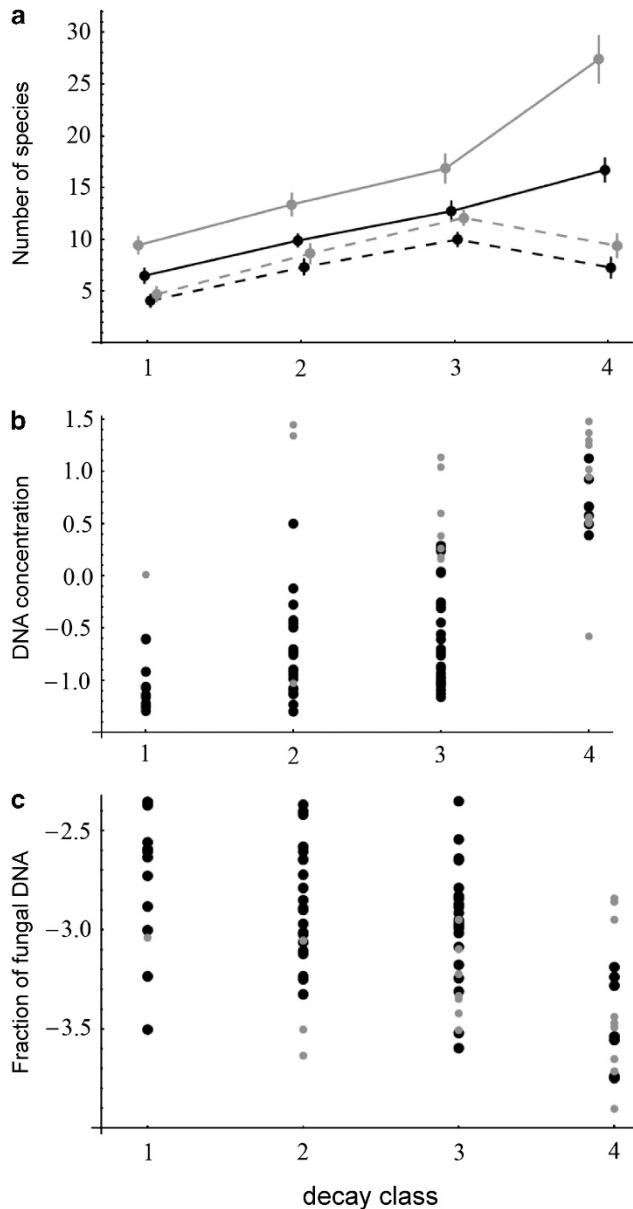 a
Number of species
30
25
20
15
10
5
1 2 3 4
b
DNA concentration
1.5
1.0
0.5
0.0
−0.5
−1.0
1 2 3 4
c
Fraction of fungal DNA
−2.5
−3.0
−3.5
1 2 3 4
decay class